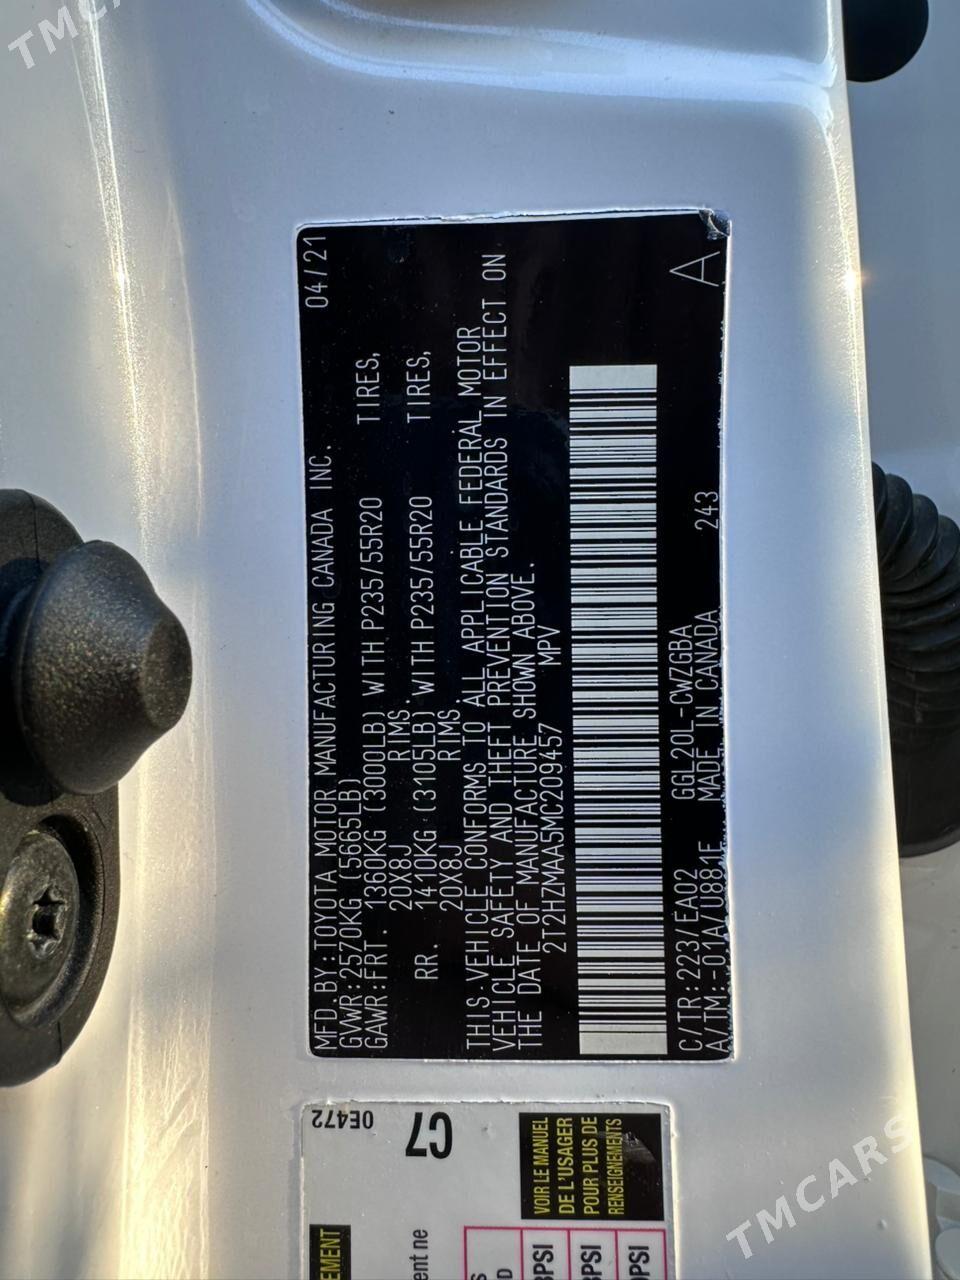 MFD.BY:TOYOTA MOTOR MANUFACTURING CANADA INC. 04/21
GVWR:2570KG (5665LB)
GAWR:FRT. 1360KG (3000LB) WITH P235/55R20 TIRES,
20X8J RIMS.
RR. 1410KG (3105LB) WITH P235/55R20 TIRES,
20X8J RIMS.
THIS VEHICLE CONFORMS TO ALL APPLICABLE FEDERAL MOTOR
VEHICLE SAFETY AND THEFT PREVENTION STANDARDS IN EFFECT ON
THE DATE OF MANUFACTURE SHOWN ABOVE.
2T2HZMAA5MC209457 MPV
C/TR:223/EA02 GGL20L-CWZGBA
A/TM:-01A/U881E MADE IN CANADA 243 A
0E472
C7
VOIR LE MANUEL
DE L'USAGER
POUR PLUS DE
RENSEIGNEMENTS
TMCARS